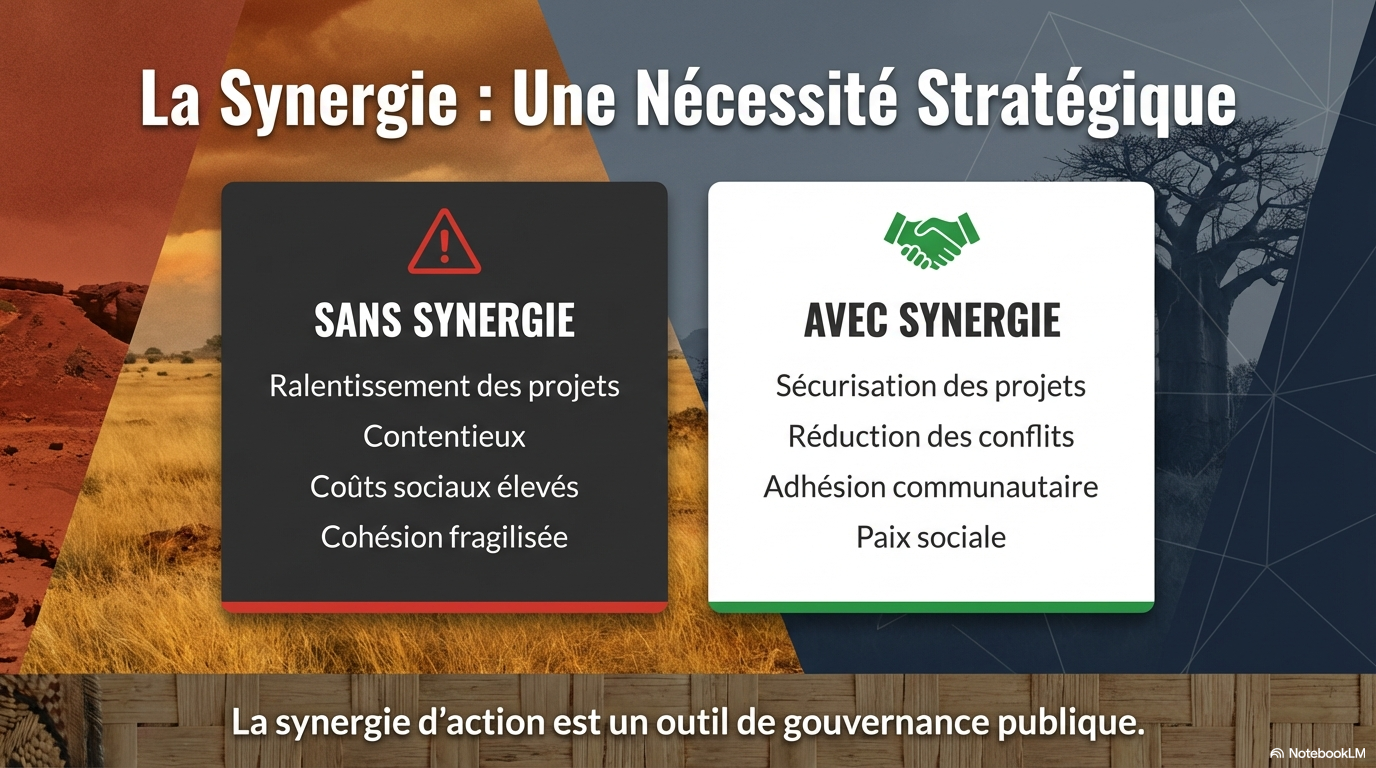 La Synergie : Une Nécessité Stratégique
SANS SYNERGIE
Ralentissement des projets
Contentieux
Coûts sociaux élevés
Cohésion fragilisée
AVEC SYNERGIE
Sécurisation des projets
Réduction des conflits
Adhésion communautaire
Paix sociale
La synergie d’action est un outil de gouvernance publique.
NotebookLM